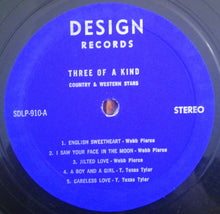 DESIGN
RECORDS
THREE OF A KIND
COUNTRY & WESTERN STARS
SDLP-910-A
STEREO
1. ENGLISH SWEETHEART - Webb Pierce
2. I SAW YOUR FACE IN THE MOON - Webb Pierce
3. JILTED LOVE - Webb Pierce
4. A BOY AND A GIRL - T. Texas Tyler
5. CARELESS LOVE - T. Texas Tyler